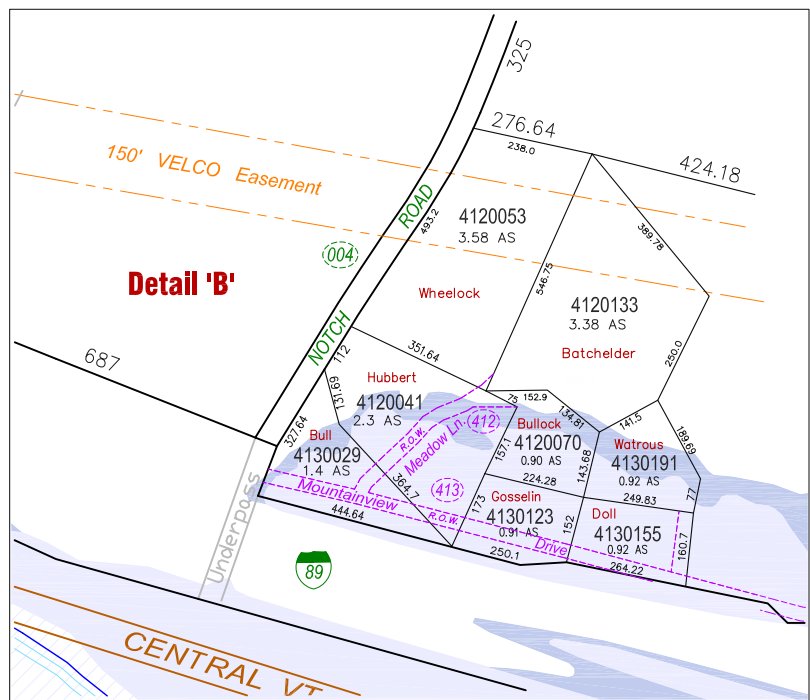 325
276.64
238.0
424.18
150' VELCO Easement
ROAD
493.2
4120053
3.58 AS
389.78
004
Detail 'B'
546.75
Wheelock
4120133
3.38 AS
Batchelder
250.0
NOTCH
112
351.64
687
Hubbert
131.69
4120041
2.3 AS
75
152.9
134.81
141.5
189.69
R.O.W.
Meadow Ln.
412
327.64
Bull
4130029
1.4 AS
157.1
Bullock
4120070
0.90 AS
143.68
Watrous
4130191
0.92 AS
77
224.28
249.83
Mountainview
364.7
413
173
Gosselin
4130123
0.91 AS
152
Doll
4130155
0.92 AS
160.7
444.64
R.O.W.
Drive
250.1
264.22
Underpass
89
CENTRAL VT